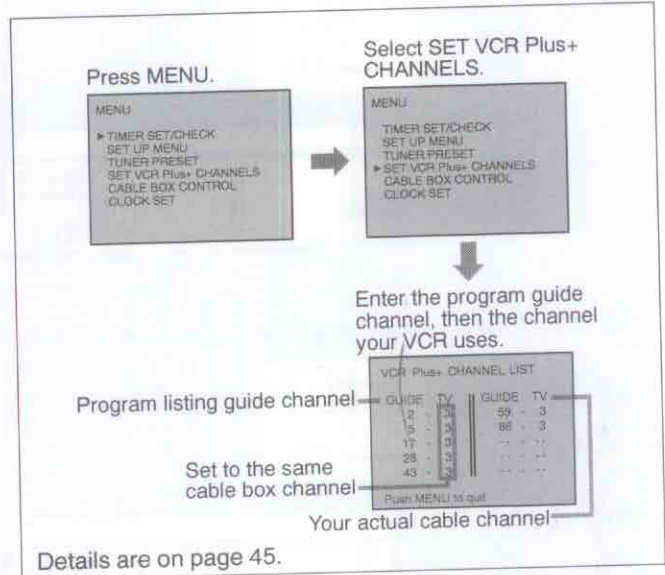 Press MENU.
MENU
▶ TIMER SET/CHECK
SET UP MENU
TUNER PRESET
SET VCR Plus+ CHANNELS
CABLE BOX CONTROL
CLOCK SET
Select SET VCR Plus+
CHANNELS.
MENU
TIMER SET/CHECK
SET UP MENU
TUNER PRESET
▶ SET VCR Plus+ CHANNELS
CABLE BOX CONTROL
CLOCK SET
Enter the program guide
channel, then the channel
your VCR uses.
VCR Plus+ CHANNEL LIST
GUIDE TV GUIDE TV
2 - 3 59 - 3
5 - 3 86 - 3
17 - 3 -- - --
28 - 3 -- - --
43 - 3 -- - --
Push MENU to quit
Program listing guide channel
Set to the same
cable box channel
Your actual cable channel
Details are on page 45.